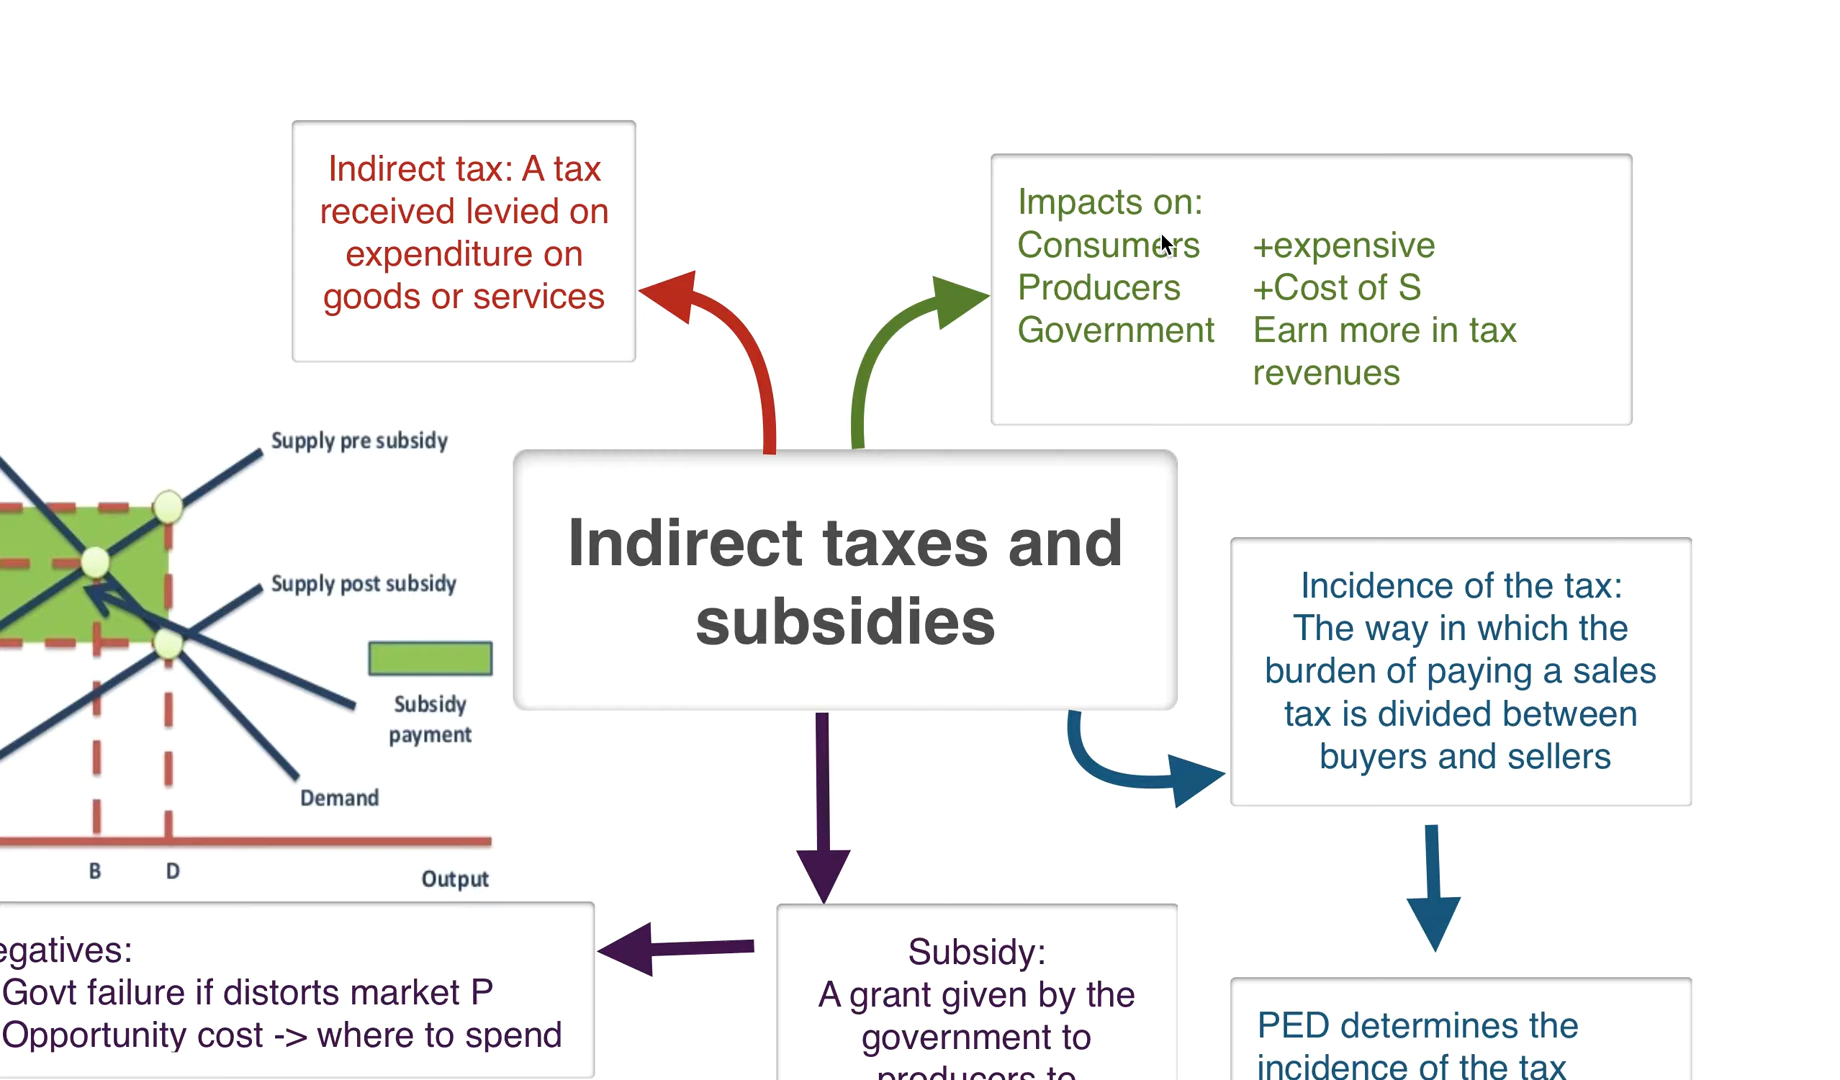 Indirect tax: A tax
received levied on
expenditure on
goods or services
Impacts on:
Consumers +expensive
Producers +Cost of S
Government Earn more in tax
revenues
Supply pre subsidy
Supply post subsidy
Subsidy
payment
Demand
B D
Output
Indirect taxes and
subsidies
Incidence of the tax:
The way in which the
burden of paying a sales
tax is divided between
buyers and sellers
egatives:
Govt failure if distorts market P
Opportunity cost -> where to spend
Subsidy:
A grant given by the
government to
producers to
PED determines the
incidence of the tax